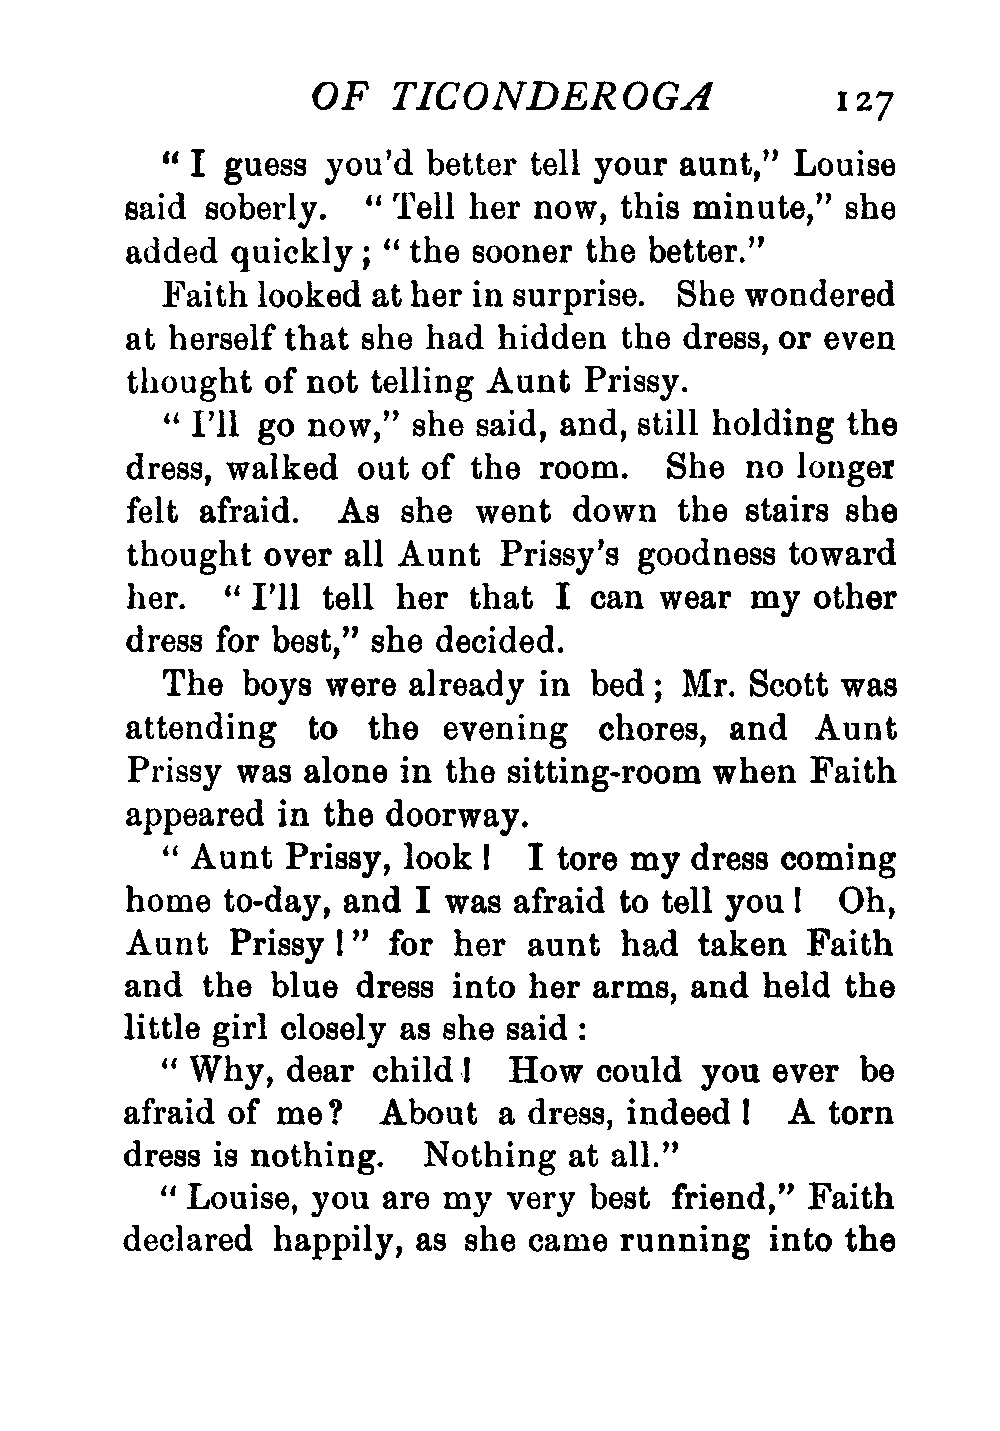 OF TICONDEROGA 127
" I guess you'd better tell your aunt," Louise
said soberly. " Tell her now, this minute," she
added quickly ; " the sooner the better."
Faith looked at her in surprise. She wondered
at herself that she had hidden the dress, or even
thought of not telling Aunt Prissy.
" I'll go now," she said, and, still holding the
dress, walked out of the room. She no longer
felt afraid. As she went down the stairs she
thought over all Aunt Prissy's goodness toward
her. " I'll tell her that I can wear my other
dress for best," she decided.
The boys were already in bed ; Mr. Scott was
attending to the evening chores, and Aunt
Prissy was alone in the sitting-room when Faith
appeared in the doorway.
" Aunt Prissy, look ! I tore my dress coming
home to-day, and I was afraid to tell you ! Oh,
Aunt Prissy !" for her aunt had taken Faith
and the blue dress into her arms, and held the
little girl closely as she said :
" Why, dear child ! How could you ever be
afraid of me? About a dress, indeed ! A torn
dress is nothing. Nothing at all."
" Louise, you are my very best friend," Faith
declared happily, as she came running into the